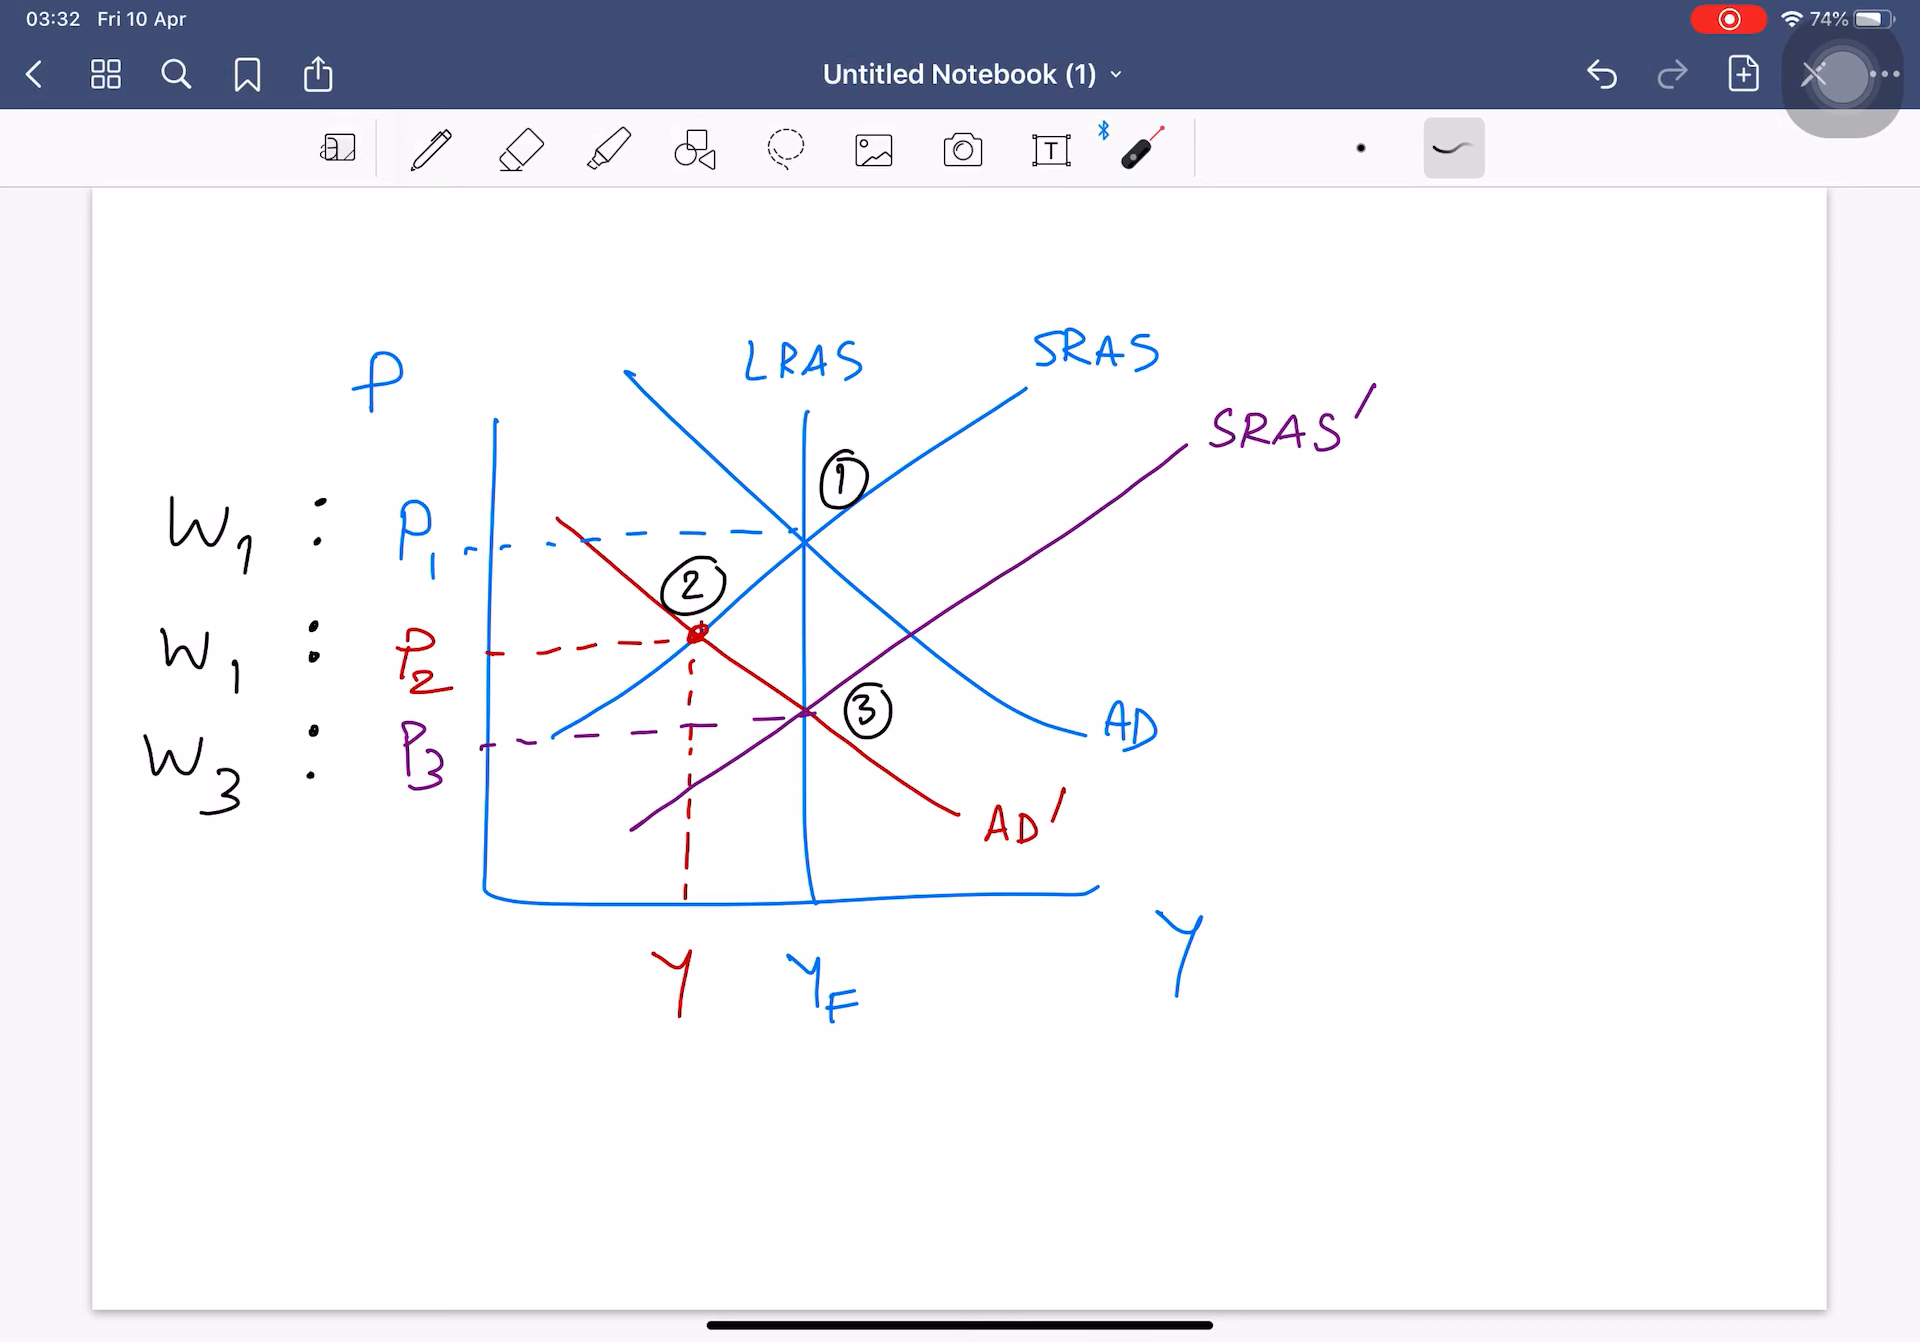 03:32 Fri 10 Apr
74%
Untitled Notebook (1)
T
P
LRAS
SRAS
SRAS'
1
W1 : P1
2
W1 : P2
3
W3 : P3
AD
AD'
Y
YF
Y